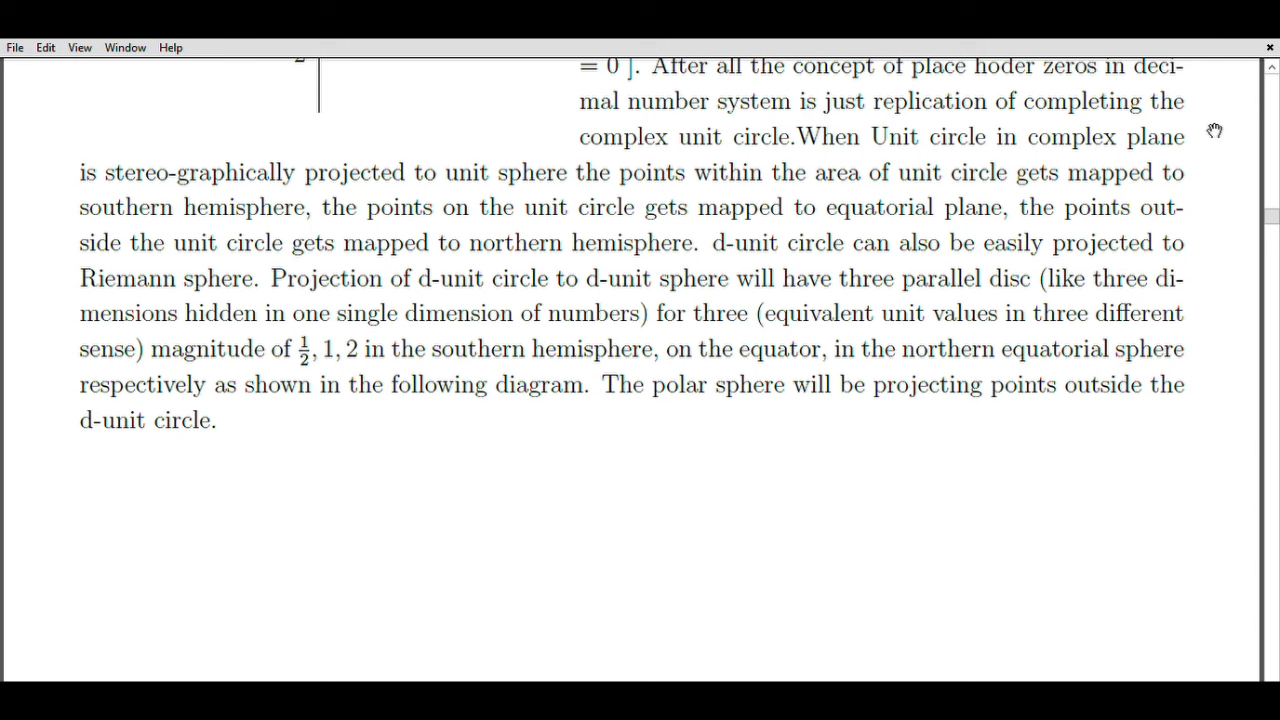 File Edit View Window Help ×
= 0 ]. After all the concept of place hoder zeros in deci-
mal number system is just replication of completing the
complex unit circle.When Unit circle in complex plane
is stereo-graphically projected to unit sphere the points within the area of unit circle gets mapped to
southern hemisphere, the points on the unit circle gets mapped to equatorial plane, the points out-
side the unit circle gets mapped to northern hemisphere. d-unit circle can also be easily projected to
Riemann sphere. Projection of d-unit circle to d-unit sphere will have three parallel disc (like three di-
mensions hidden in one single dimension of numbers) for three (equivalent unit values in three different
sense) magnitude of 1/2, 1, 2 in the southern hemisphere, on the equator, in the northern equatorial sphere
respectively as shown in the following diagram. The polar sphere will be projecting points outside the
d-unit circle.